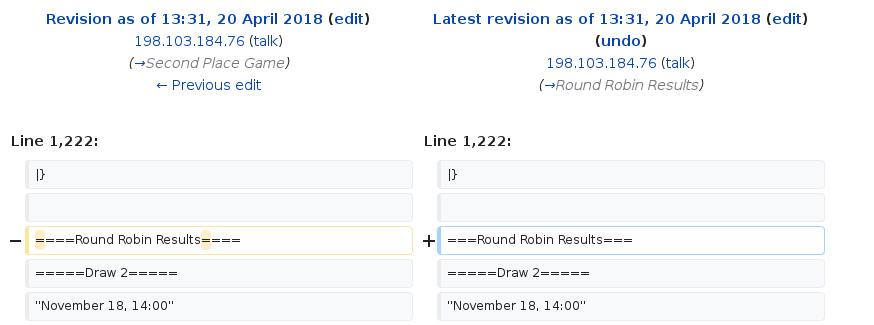 Revision as of 13:31, 20 April 2018 (edit)
198.103.184.76 (talk)
(→Second Place Game)
← Previous edit
Latest revision as of 13:31, 20 April 2018 (edit)
(undo)
198.103.184.76 (talk)
(→Round Robin Results)
Line 1,222:
Line 1,222:
|}
|}
− ====Round Robin Results====
+ ===Round Robin Results===
=====Draw 2=====
=====Draw 2=====
"November 18, 14:00"
"November 18, 14:00"